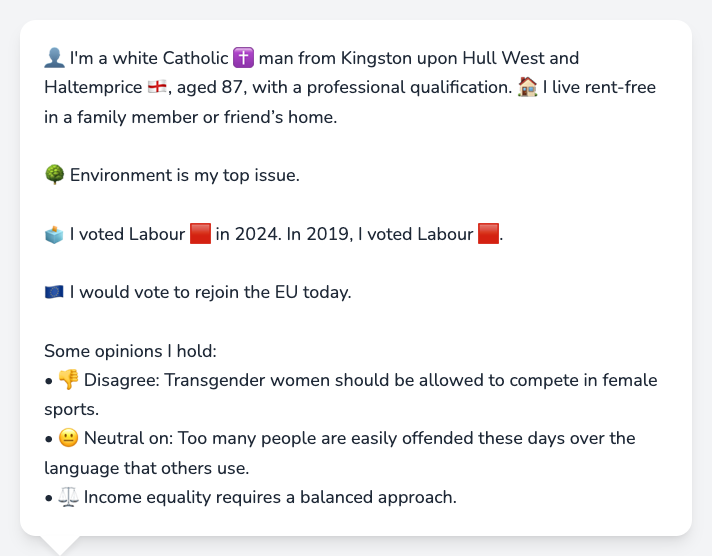 👤 I'm a white Catholic ✝️ man from Kingston upon Hull West and
Haltemprice 🏴󠁧󠁢󠁥󠁮󠁧󠁿, aged 87, with a professional qualification. 🏠 I live rent-free
in a family member or friend’s home.
🌳 Environment is my top issue.
🗳️ I voted Labour 🟥 in 2024. In 2019, I voted Labour 🟥.
🇪🇺 I would vote to rejoin the EU today.
Some opinions I hold:
• 👎 Disagree: Transgender women should be allowed to compete in female
sports.
• 😐 Neutral on: Too many people are easily offended these days over the
language that others use.
• ⚖️ Income equality requires a balanced approach.